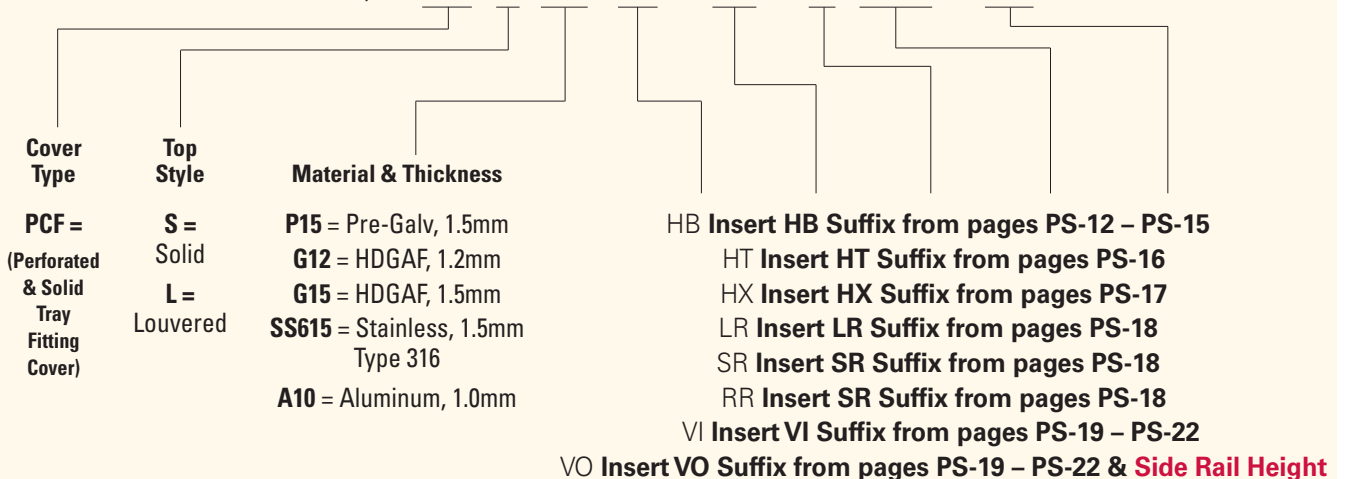 Cover
Type
PCF =
(Perforated
& Solid
Tray
Fitting
Cover)
Top
Style
S =
Solid
L =
Louvered
Material & Thickness
P15 = Pre-Galv, 1.5mm
G12 = HDGAF, 1.2mm
G15 = HDGAF, 1.5mm
SS615 = Stainless, 1.5mm
Type 316
A10 = Aluminum, 1.0mm
HB Insert HB Suffix from pages PS-12 – PS-15
HT Insert HT Suffix from pages PS-16
HX Insert HX Suffix from pages PS-17
LR Insert LR Suffix from pages PS-18
SR Insert SR Suffix from pages PS-18
RR Insert SR Suffix from pages PS-18
VI Insert VI Suffix from pages PS-19 – PS-22
VO Insert VO Suffix from pages PS-19 – PS-22 & Side Rail Height